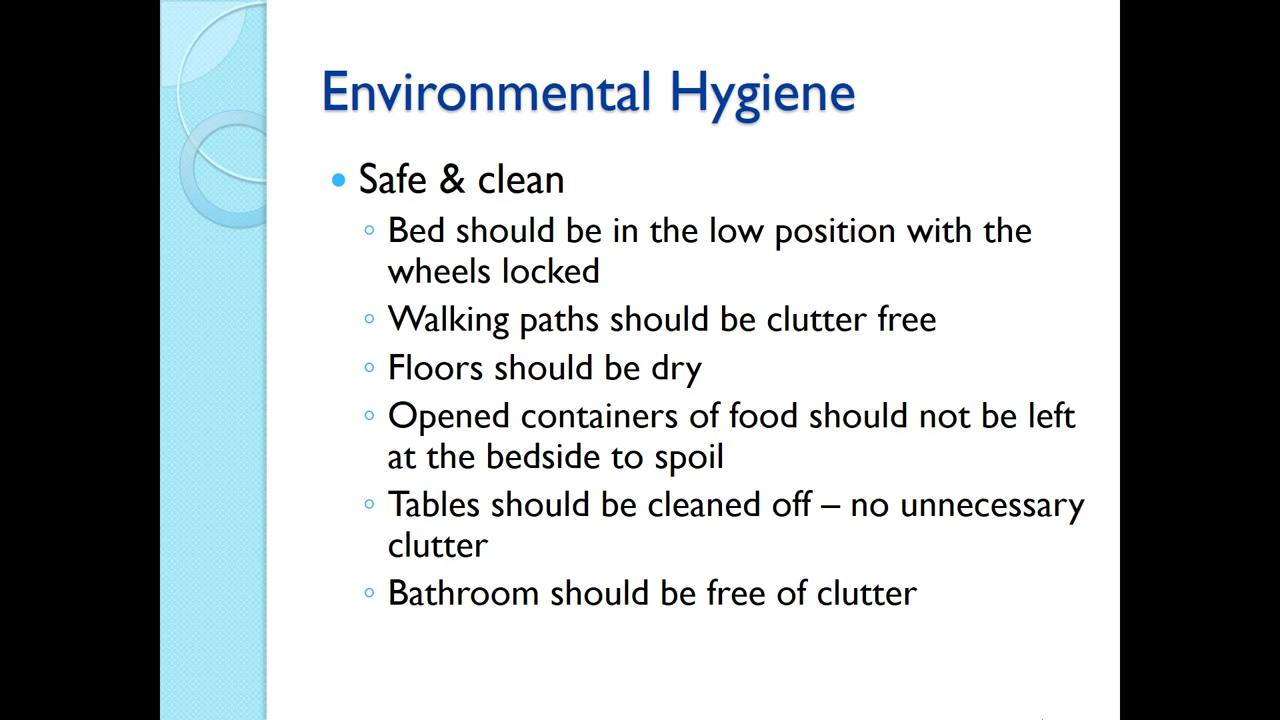 Environmental Hygiene
• Safe & clean
◦ Bed should be in the low position with the
wheels locked
◦ Walking paths should be clutter free
◦ Floors should be dry
◦ Opened containers of food should not be left
at the bedside to spoil
◦ Tables should be cleaned off – no unnecessary
clutter
◦ Bathroom should be free of clutter